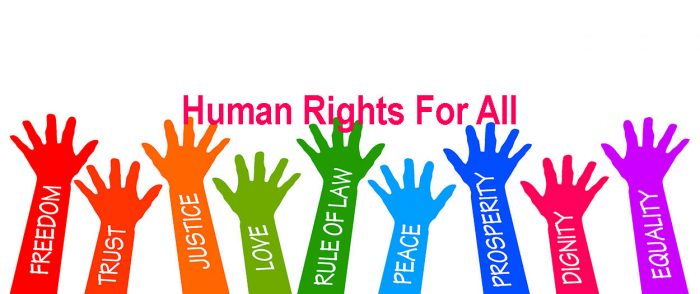 Human Rights For All
FREEDOM
TRUST
JUSTICE
LOVE
RULE OF LAW
PEACE
PROSPERITY
DIGNITY
EQUALITY